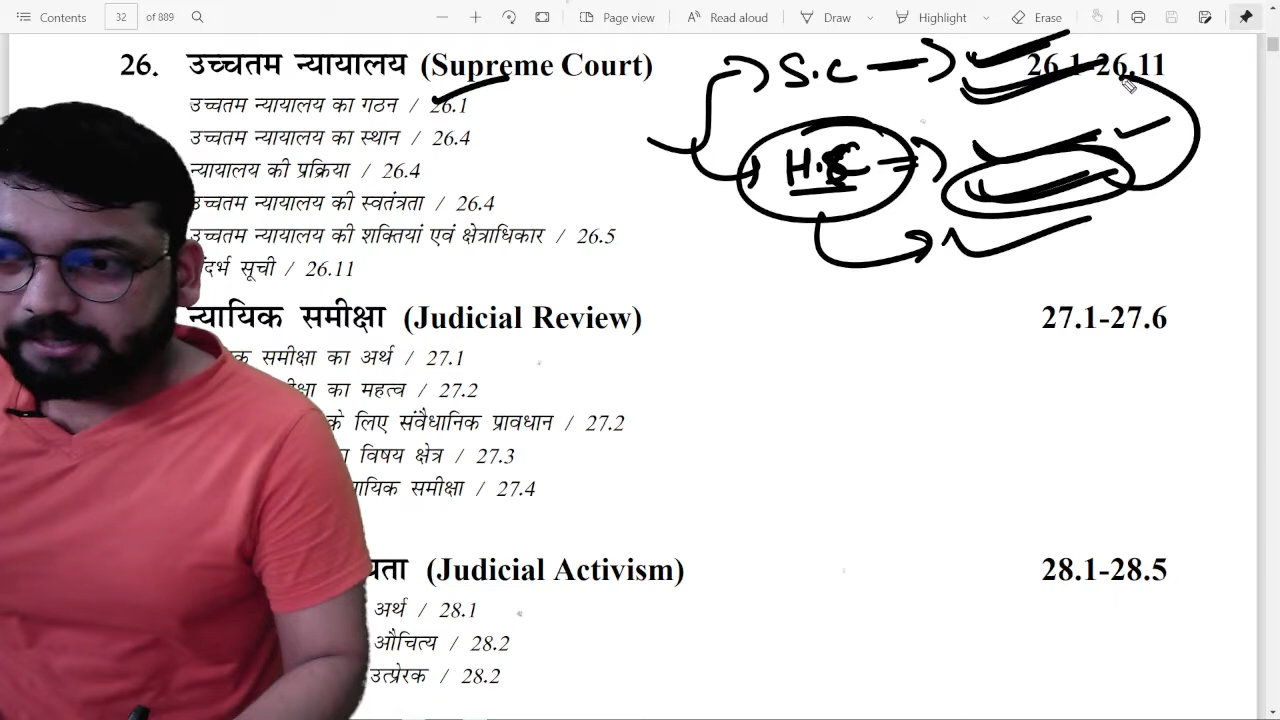 Contents 32 of 889 Page view Read aloud Draw Highlight Erase
26. उच्चतम न्यायालय (Supreme Court) 26.1-26.11
S.C
उच्चतम न्यायालय का गठन / 26.1
उच्चतम न्यायालय का स्थान / 26.4
न्यायालय की प्रक्रिया / 26.4
H.C
उच्चतम न्यायालय की स्वतंत्रता / 26.4
उच्चतम न्यायालय की शक्तियां एवं क्षेत्राधिकार / 26.5
सूची / 26.11
न्यायिक समीक्षा (Judicial Review) 27.1-27.6
समीक्षा का अर्थ / 27.1
का महत्व / 27.2
के लिए संवैधानिक प्रावधान / 27.2
विषय क्षेत्र / 27.3
समीक्षा / 27.4
(Judicial Activism) 28.1-28.5
अर्थ / 28.1
औचित्य / 28.2
उत्प्रेरक / 28.2